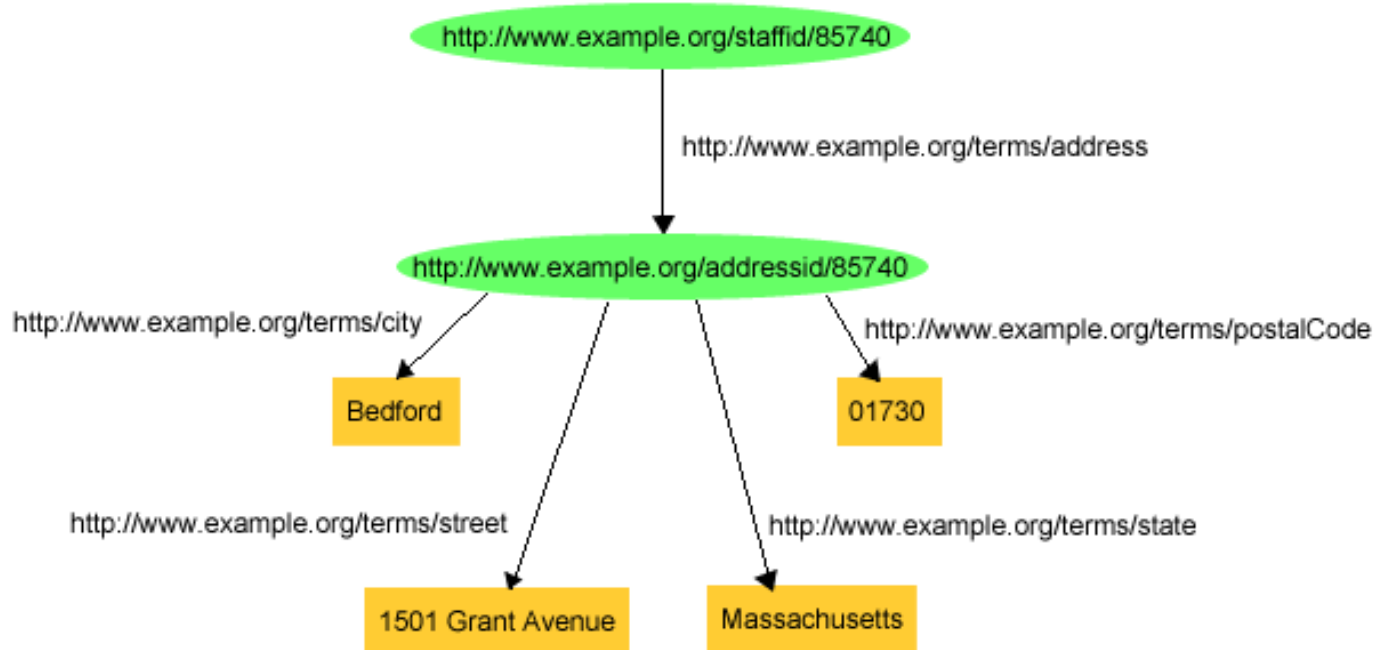 http://www.example.org/staffid/85740
http://www.example.org/terms/address
http://www.example.org/addressid/85740
http://www.example.org/terms/city
http://www.example.org/terms/postalCode
Bedford
01730
http://www.example.org/terms/street
http://www.example.org/terms/state
1501 Grant Avenue
Massachusetts